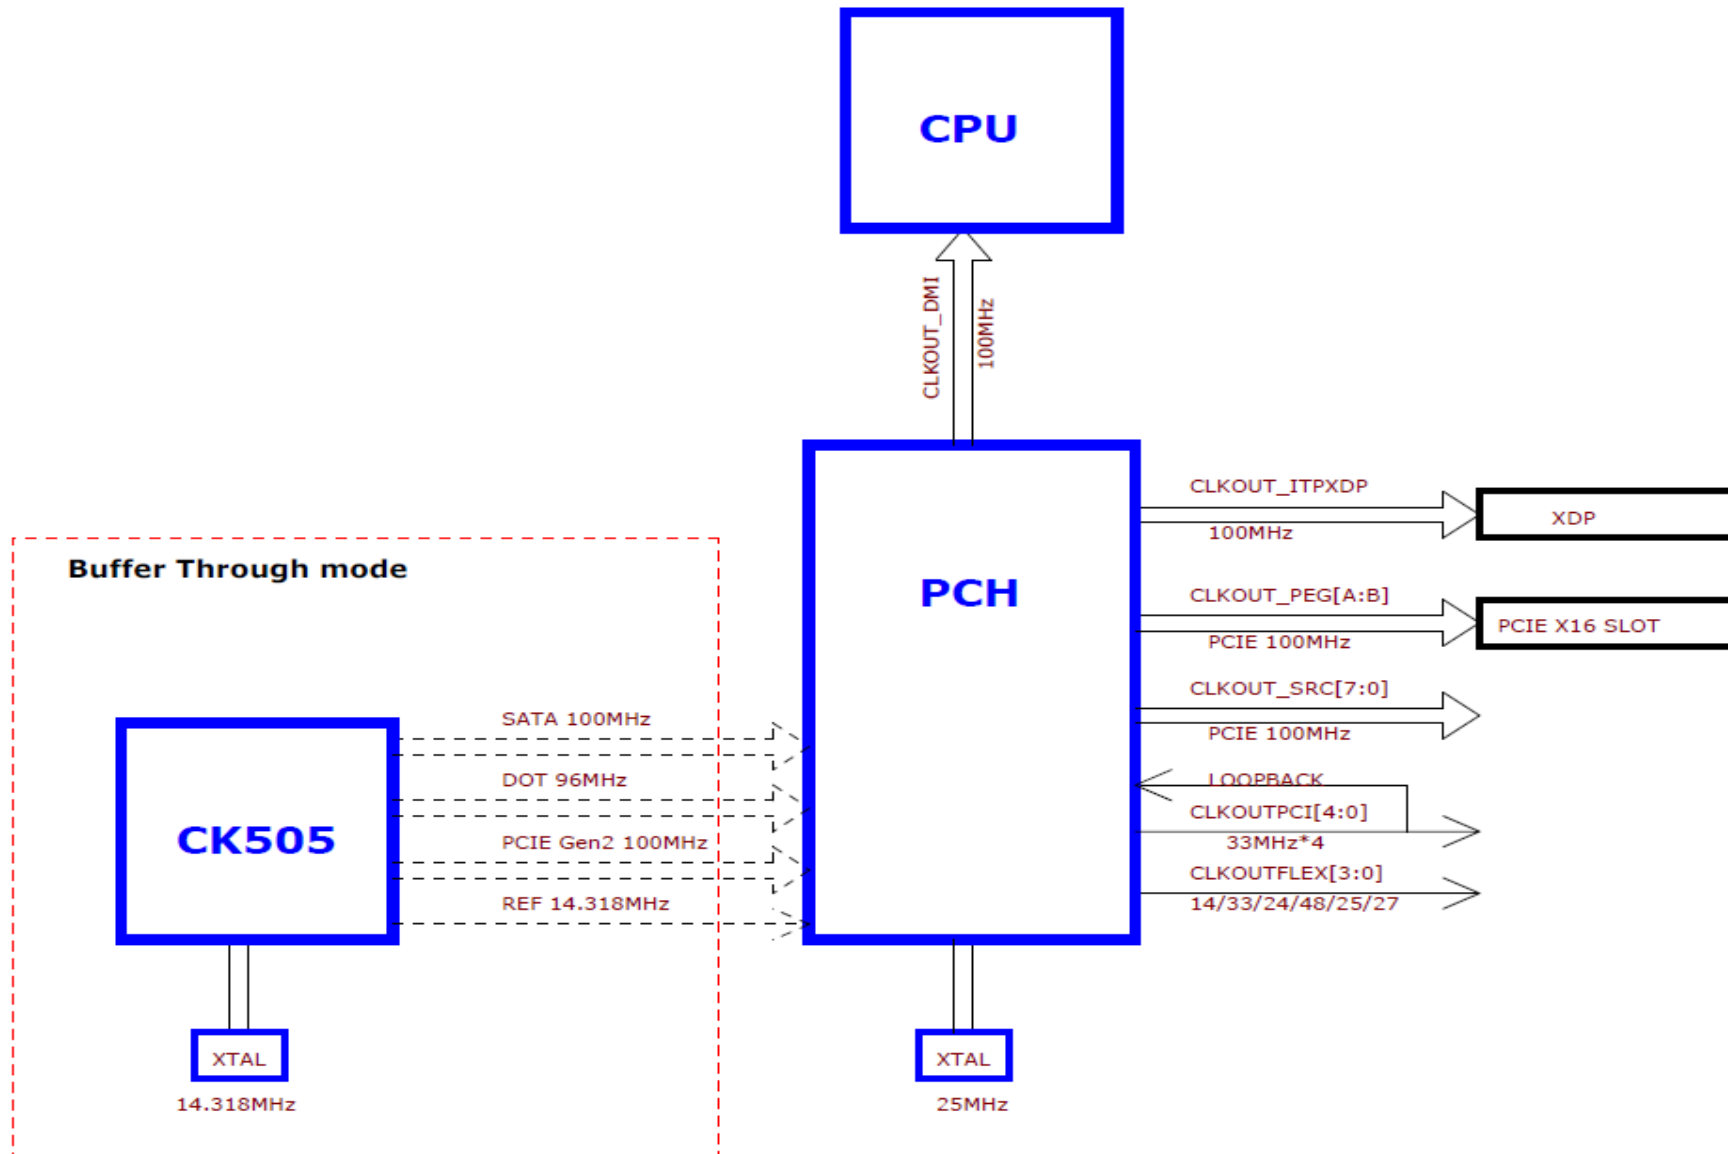 CPU
CLKOUT_DMI
100MHz
CLKOUT_ITPXDP
100MHz
XDP
Buffer Through mode
PCH
CLKOUT_PEG[A:B]
PCIE 100MHz
PCIE X16 SLOT
CLKOUT_SRC[7:0]
PCIE 100MHz
SATA 100MHz
DOT 96MHz
PCIE Gen2 100MHz
REF 14.318MHz
CK505
LOOPBACK
CLKOUTPCI[4:0]
33MHz*4
CLKOUTFLEX[3:0]
14/33/24/48/25/27
XTAL
14.318MHz
XTAL
25MHz